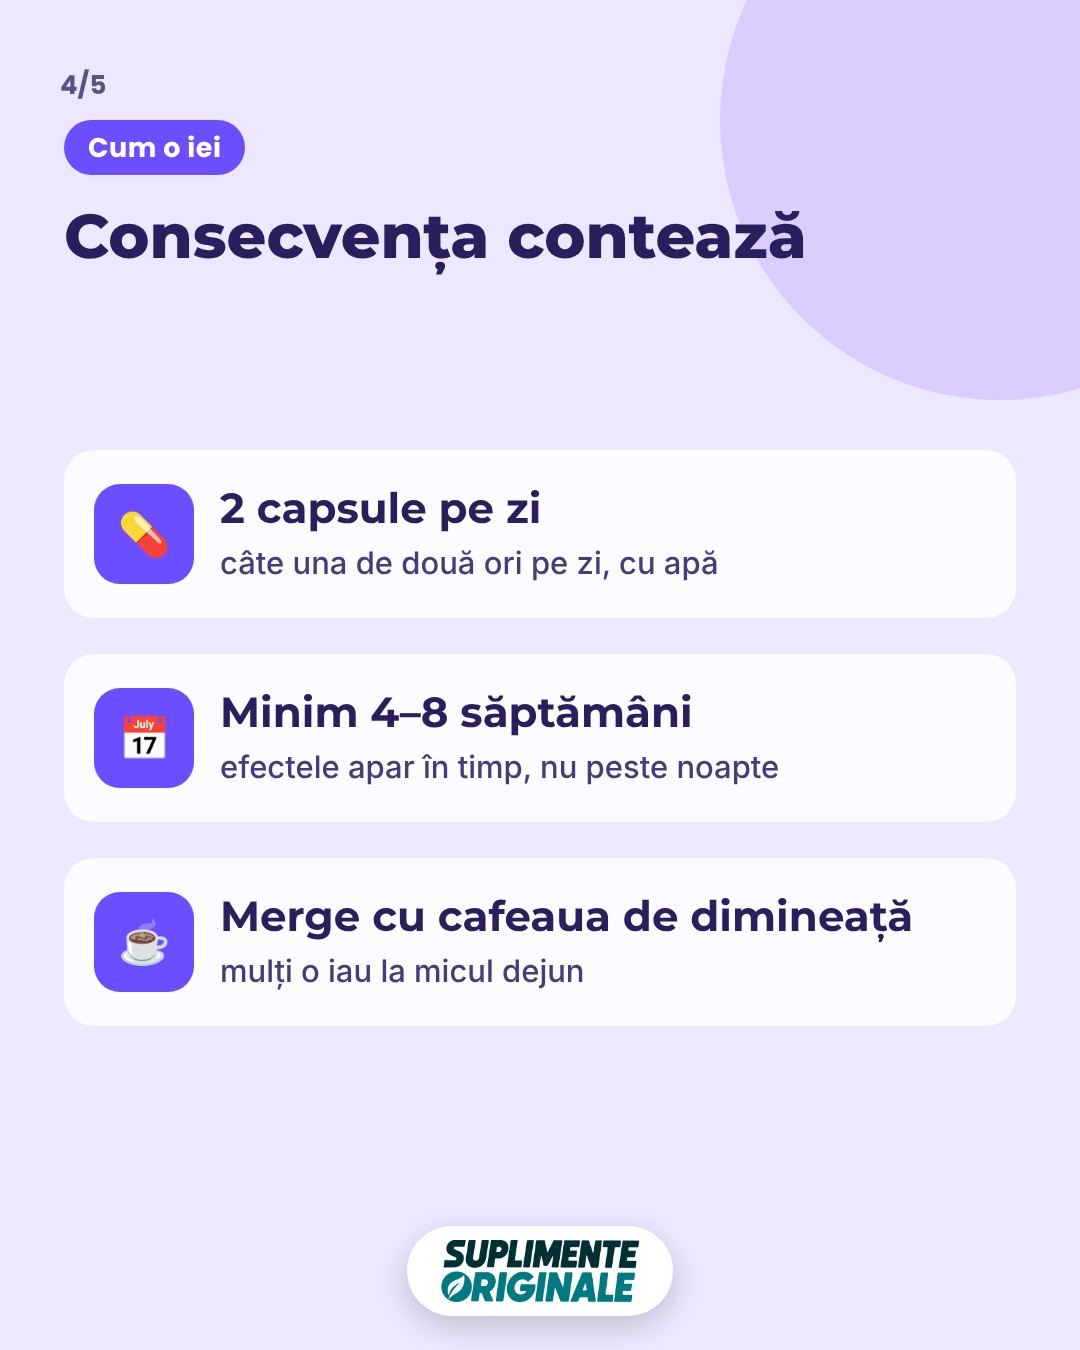 4/5
Cum o iei
Consecvența contează
2 capsule pe zi
câte una de două ori pe zi, cu apă
July
17
Minim 4–8 săptămâni
efectele apar în timp, nu peste noapte
Merge cu cafeaua de dimineață
mulți o iau la micul dejun
SUPLIMENTE
ORIGINALE